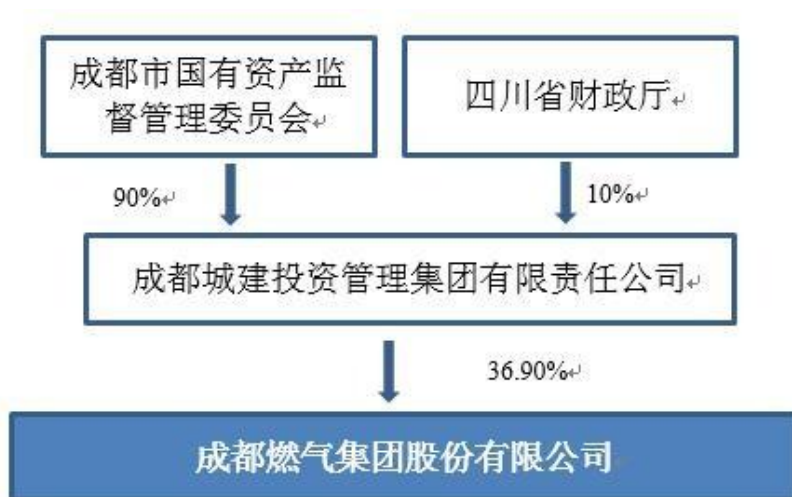 成都市国有资产监
督管理委员会
四川省财政厅
90%
10%
成都城建投资管理集团有限责任公司
36.90%
成都燃气集团股份有限公司